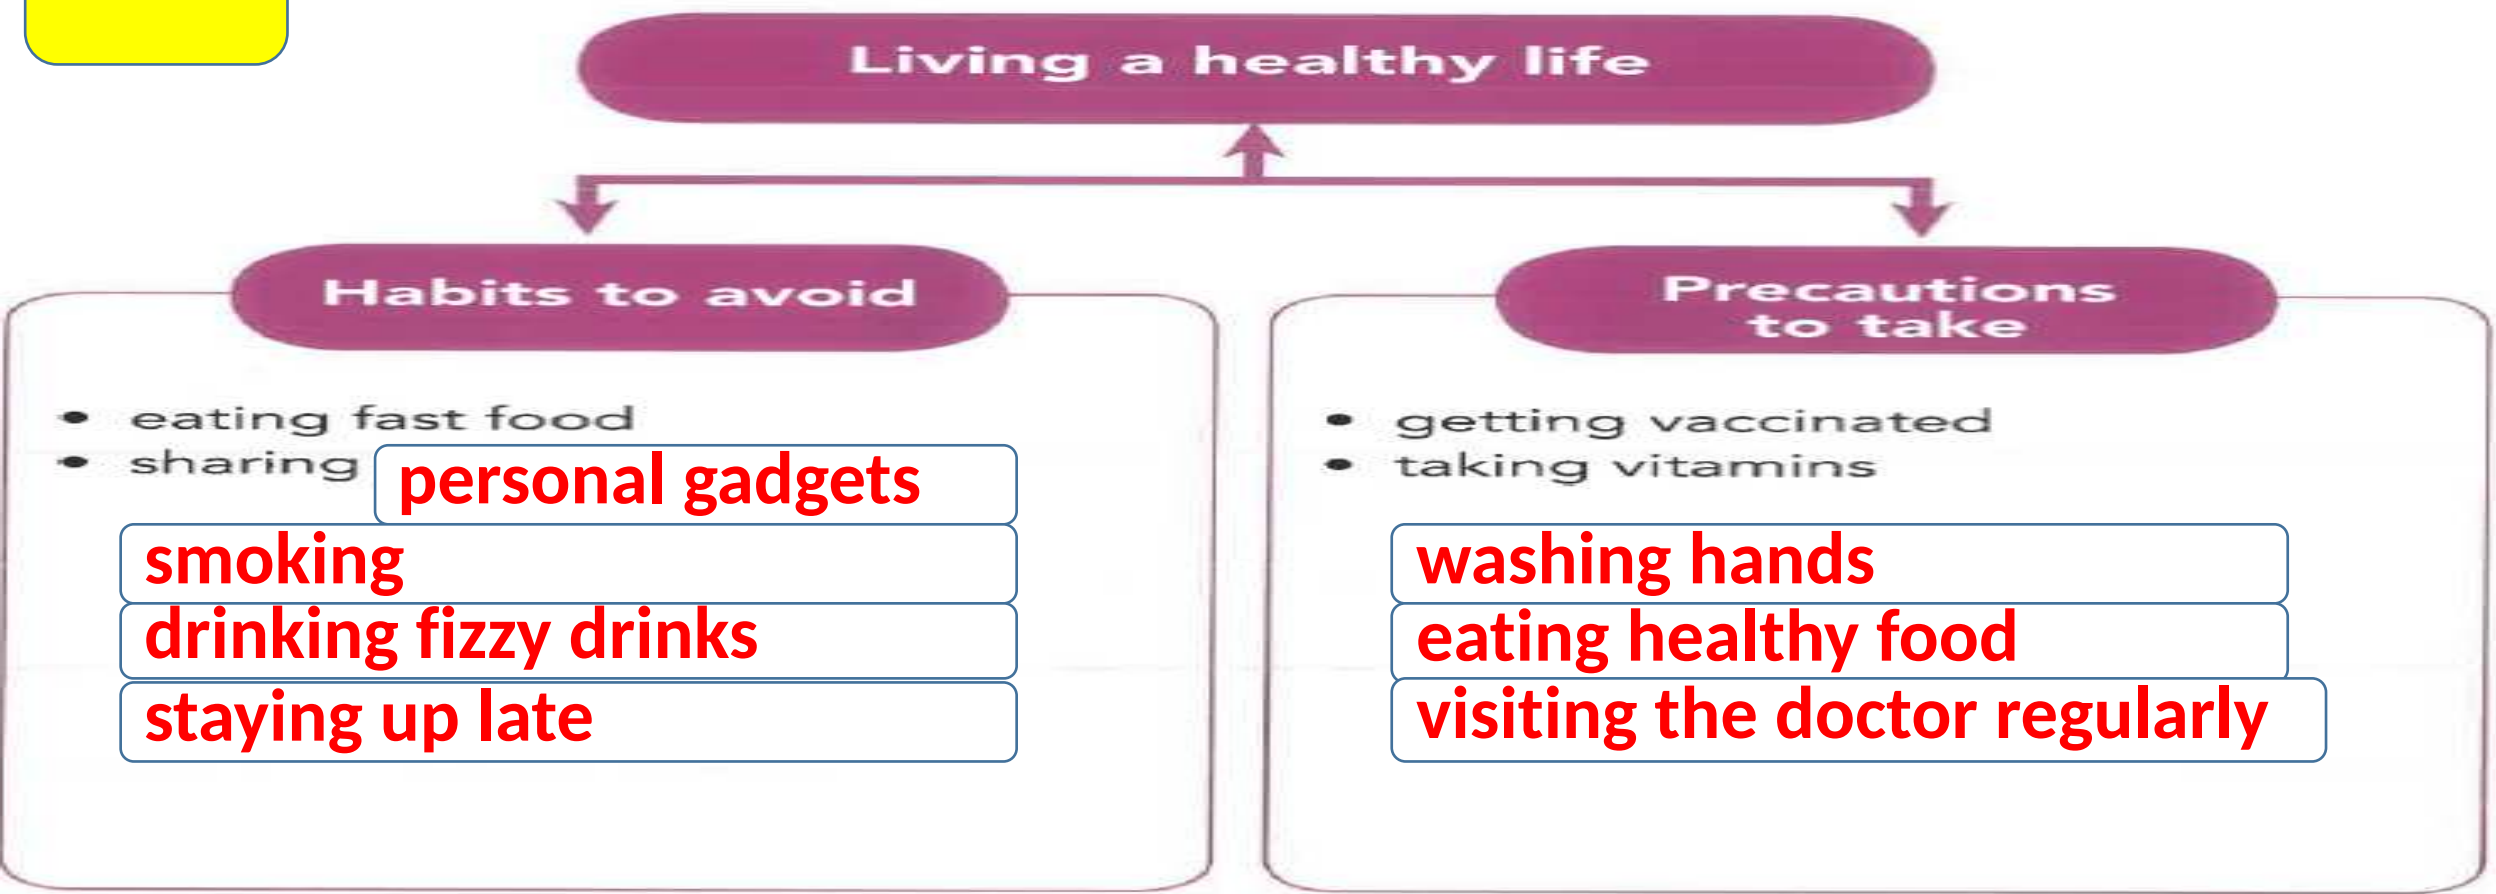 Living a healthy life
Habits to avoid
• eating fast food
• sharing personal gadgets
smoking
drinking fizzy drinks
staying up late
Precautions
to take
• getting vaccinated
• taking vitamins
washing hands
eating healthy food
visiting the doctor regularly